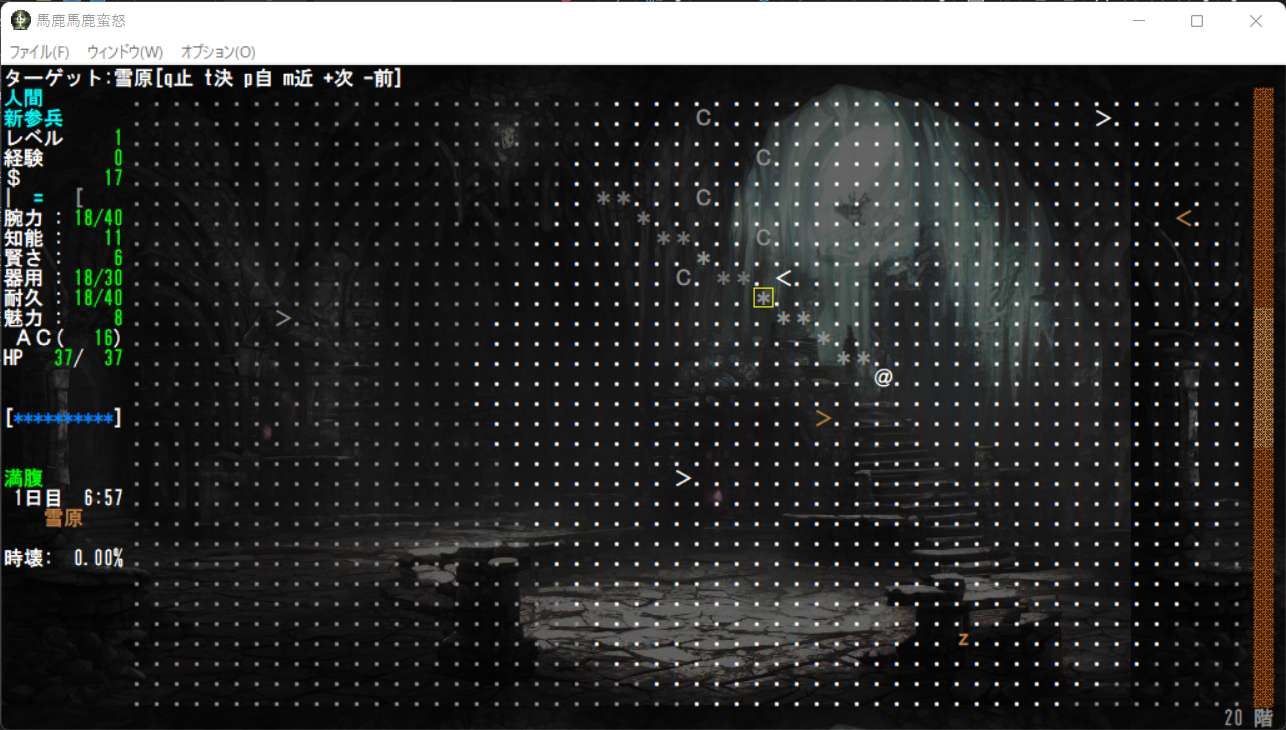 馬鹿馬鹿蛮怒
ファイル(F) ウィンドウ(W) オプション(O)
ターゲット:雪原[q止 t決 p自 m近 +次 -前]
人間
新参兵
レベル 1
経験 0
$ 17
| = [
腕力 : 18/40
知能 : 11
賢さ : 6
器用 : 18/30
耐久 : 18/40
魅力 : 8
AC( 16)
HP 37/ 37
[**********]
満腹
1日目 6:57
雪原
時壊: 0.00%
20 階